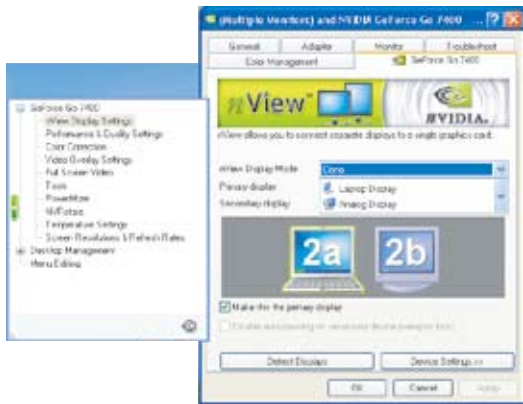 (Multiple Monitors) and NVIDIA GeForce Go 7400 ...
General Adapter Monitor Troubleshoot
Color Management GeForce Go 7400
nView
NVIDIA.
nView allows you to connect separate displays to a single graphics card.
nView Display Mode Clone
Primary display Laptop Display
Secondary display Analog Display
2a 2b
Make this the primary display
Detect Displays Device Settings >>
OK Cancel Apply
GeForce Go 7400
nView Display Settings
Performance & Quality Settings
Color Correction
Video Overlay Settings
Full Screen Video
Tools
PowerMizer
NVRotate
Temperature Settings
Screen Resolutions & Refresh Rates
Desktop Management
Menu Editing